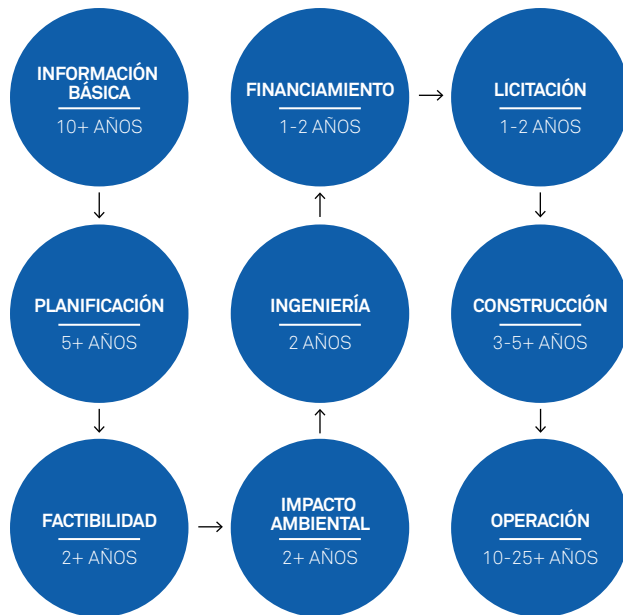 INFORMACIÓN
BÁSICA
10+ AÑOS
PLANIFICACIÓN
5+ AÑOS
FACTIBILIDAD
2+ AÑOS
IMPACTO
AMBIENTAL
2+ AÑOS
INGENIERÍA
2 AÑOS
FINANCIAMIENTO
1-2 AÑOS
LICITACIÓN
1-2 AÑOS
CONSTRUCCIÓN
3-5+ AÑOS
OPERACIÓN
10-25+ AÑOS